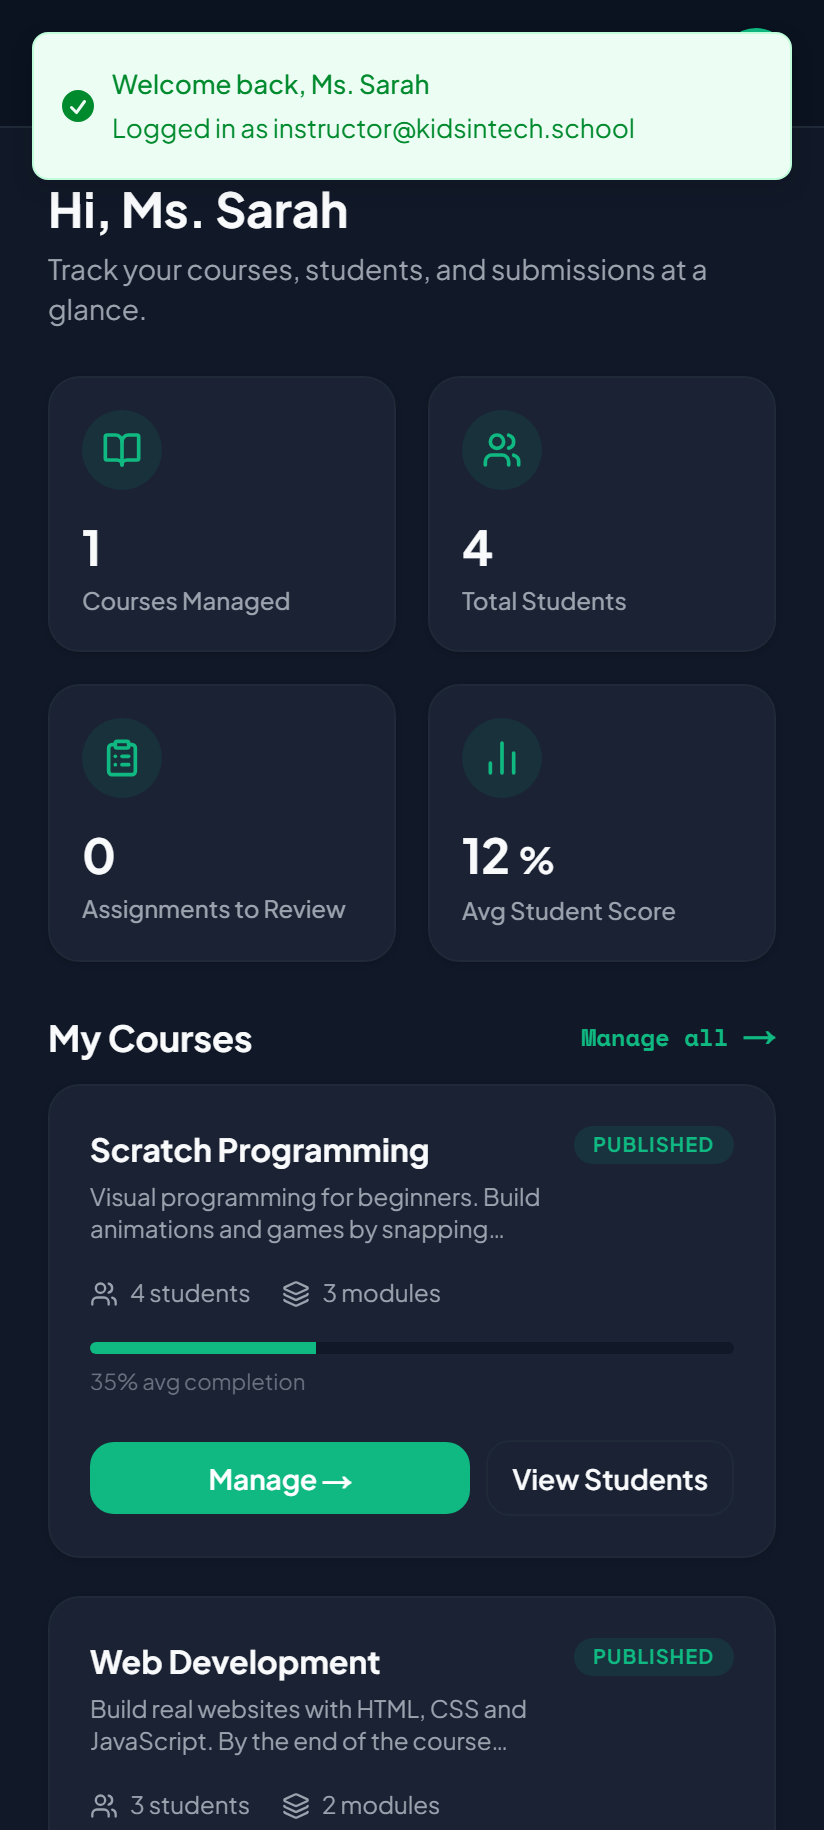 Welcome back, Ms. Sarah
Logged in as instructor@kidsintech.school
Hi, Ms. Sarah
Track your courses, students, and submissions at a
glance.
1
Courses Managed
4
Total Students
0
Assignments to Review
12 %
Avg Student Score
My Courses
Manage all →
Scratch Programming
PUBLISHED
Visual programming for beginners. Build
animations and games by snapping...
4 students
3 modules
35% avg completion
Manage →
View Students
Web Development
PUBLISHED
Build real websites with HTML, CSS and
JavaScript. By the end of the course...
3 students
2 modules